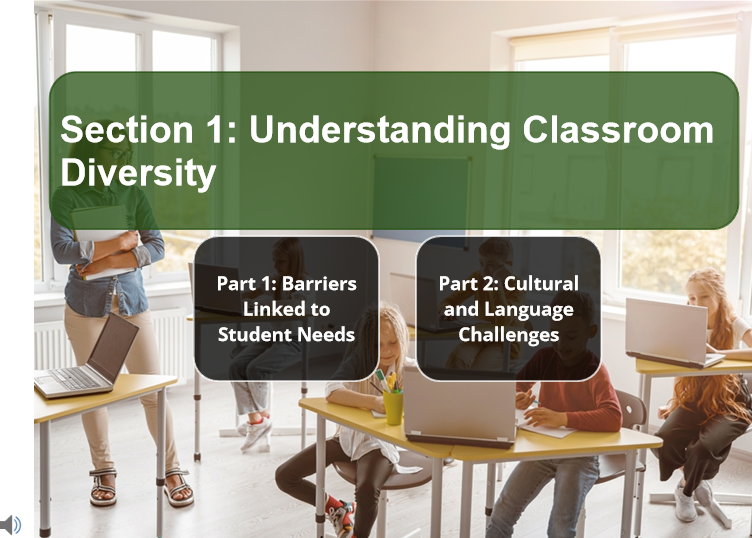 Section 1: Understanding Classroom
Diversity
Part 1: Barriers
Linked to
Student Needs
Part 2: Cultural
and Language
Challenges